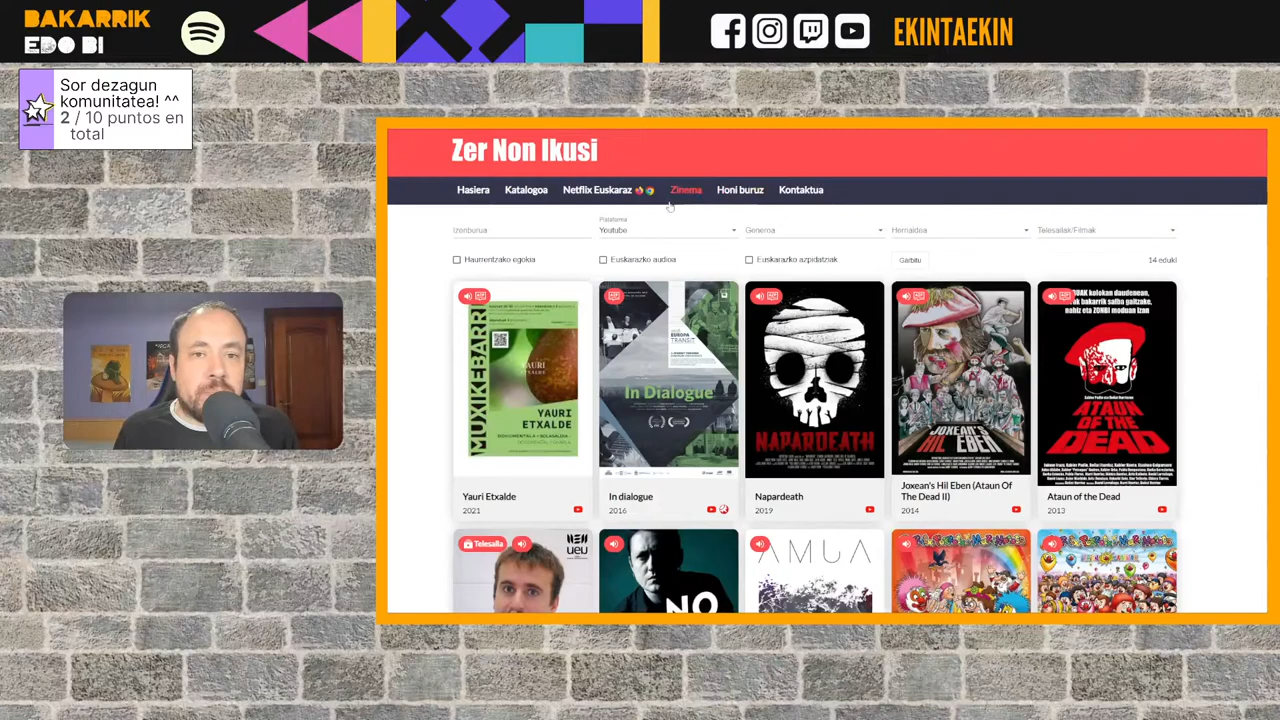 BAKARRIK
EDO BI
EKINTAEKIN
Sor dezagun
komunitatea! ^^
2 / 10 puntos en
total
Zer Non Ikusi
Hasiera
Katalogoa
Netflix Euskaraz
Zinema
Honi buruz
Kontaktua
Izenburua
Plataforma
Youtube
Generoa
Herrialdea
Telesailak/Filmak
Haurrentzako egokia
Euskarazko audioa
Euskarazko azpidatziak
Garbitu
14 eduki
MUXIKEBARRI
YAURI
ETXALDE
Yauri Etxalde
2021
EUROPA
TRANSIT
In Dialogue
In dialogue
2016
NAPARDEATH
Napardeath
2019
JOXEAN'S
HIL EBEN
Joxean's Hil Eben (Ataun Of
The Dead II)
2014
ATAUN
OF THE
DEAD
Ataun of the Dead
2013
Telesaila
UEU
NO
AMUA